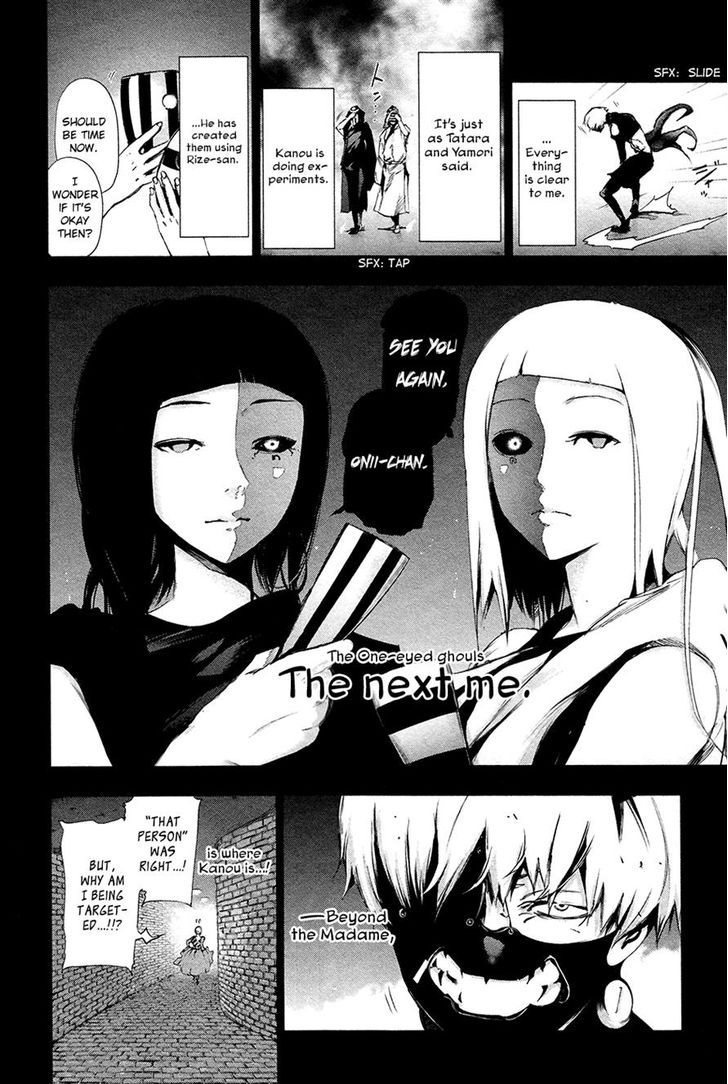 SFX: SLIDE
...
Every-
thing
is clear
to me.
It's just
as Tatara
and Yamori
said.
ト
Kanou is
doing ex-
periments.
SFX: TAP
...He has
created
them using
Rize-san.
SHOULD
BE TIME
NOW.
I
WONDER
IF IT'S
OKAY
THEN?
SEE YOU
AGAIN,
ONII-CHAN.
The One-eyed ghouls
The next me.
—Beyond
the Madame,
is where
Kanou is...!
"THAT
PERSON"
WAS
RIGHT...!
BUT,
WHY AM
I BEING
TARGET-
ED...!!?